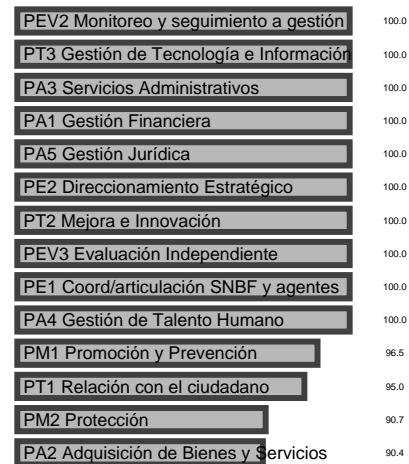 PEV2 Monitoreo y seguimiento a gestión 100.0
PT3 Gestión de Tecnología e Información 100.0
PA3 Servicios Administrativos 100.0
PA1 Gestión Financiera 100.0
PA5 Gestión Jurídica 100.0
PE2 Direccionamiento Estratégico 100.0
PT2 Mejora e Innovación 100.0
PEV3 Evaluación Independiente 100.0
PE1 Coord/articulación SNBF y agentes 100.0
PA4 Gestión de Talento Humano 100.0
PM1 Promoción y Prevención 96.5
PT1 Relación con el ciudadano 95.0
PM2 Protección 90.7
PA2 Adquisición de Bienes y Servicios 90.4